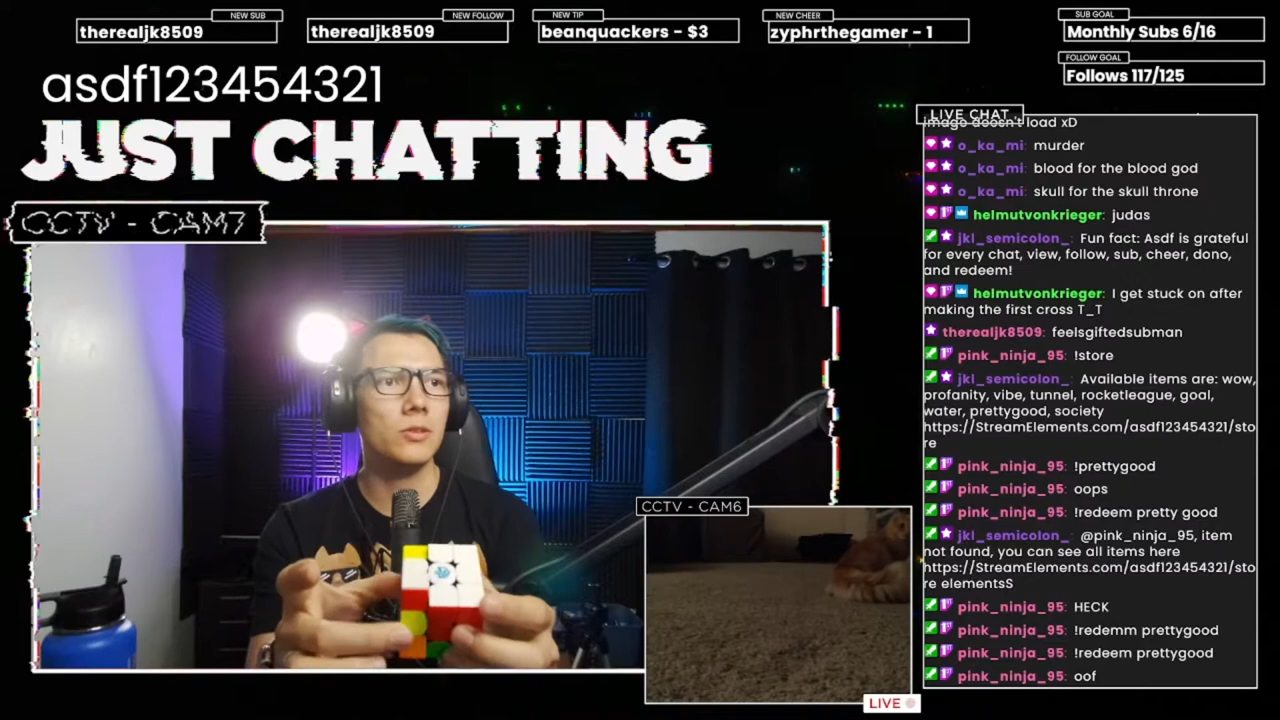 NEW SUB
therealjk8509
NEW FOLLOW
therealjk8509
NEW TIP
beanquackers - $3
NEW CHEER
zyphrthegamer - 1
SUB GOAL
Monthly Subs 6/16
FOLLOW GOAL
Follows 117/125
asdf123454321
JUST CHATTING
CCTV - CAM7
CCTV - CAM6
LIVE
LIVE CHAT
Image doesn't load xD
o_ka_mi: murder
o_ka_mi: blood for the blood god
o_ka_mi: skull for the skull throne
helmutvonkrieger: judas
jkl_semicolon_: Fun fact: Asdf is grateful
for every chat, view, follow, sub, cheer, dono,
and redeem!
helmutvonkrieger: I get stuck on after
making the first cross T_T
therealjk8509: feelsgiftedsubman
pink_ninja_95: !store
jkl_semicolon_: Available items are: wow,
profanity, vibe, tunnel, rocketleague, goal,
water, prettygood, society
https://StreamElements.com/asdf123454321/sto
re
pink_ninja_95: !prettygood
pink_ninja_95: oops
pink_ninja_95: !redeem pretty good
jkl_semicolon_: @pink_ninja_95, item
not found, you can see all items here
https://StreamElements.com/asdf123454321/sto
re elementsS
pink_ninja_95: HECK
pink_ninja_95: !redemm prettygood
pink_ninja_95: !redeem prettygood
pink_ninja_95: oof